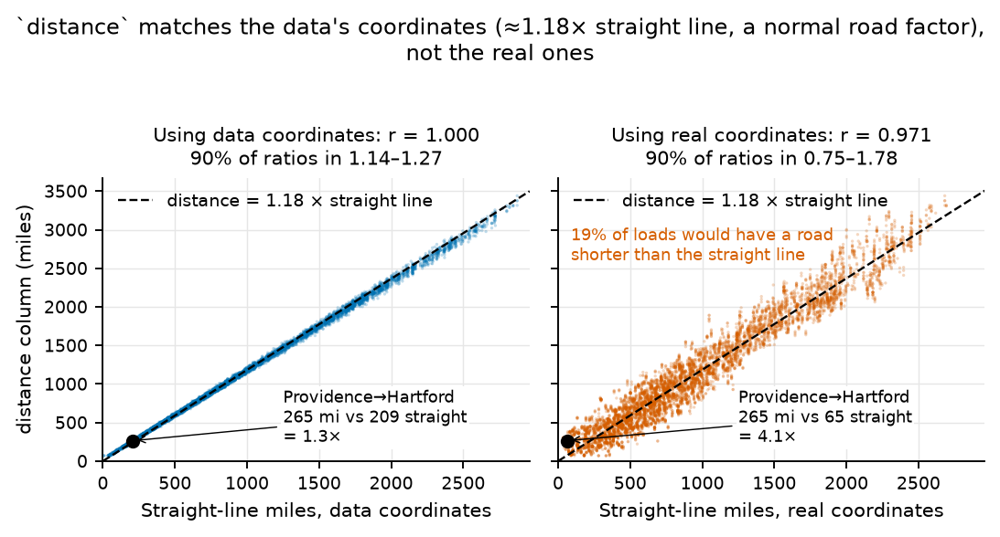 `distance` matches the data's coordinates (≈1.18× straight line, a normal road factor),
not the real ones
Using data coordinates: r = 1.000
90% of ratios in 1.14–1.27
distance column (miles)
3500
3000
2500
2000
1500
1000
500
0
distance = 1.18 × straight line
Providence→Hartford
265 mi vs 209 straight
= 1.3×
0
500
1000
1500
2000
2500
Straight-line miles, data coordinates
Using real coordinates: r = 0.971
90% of ratios in 0.75–1.78
distance = 1.18 × straight line
19% of loads would have a road
shorter than the straight line
Providence→Hartford
265 mi vs 65 straight
= 4.1×
0
500
1000
1500
2000
2500
Straight-line miles, real coordinates